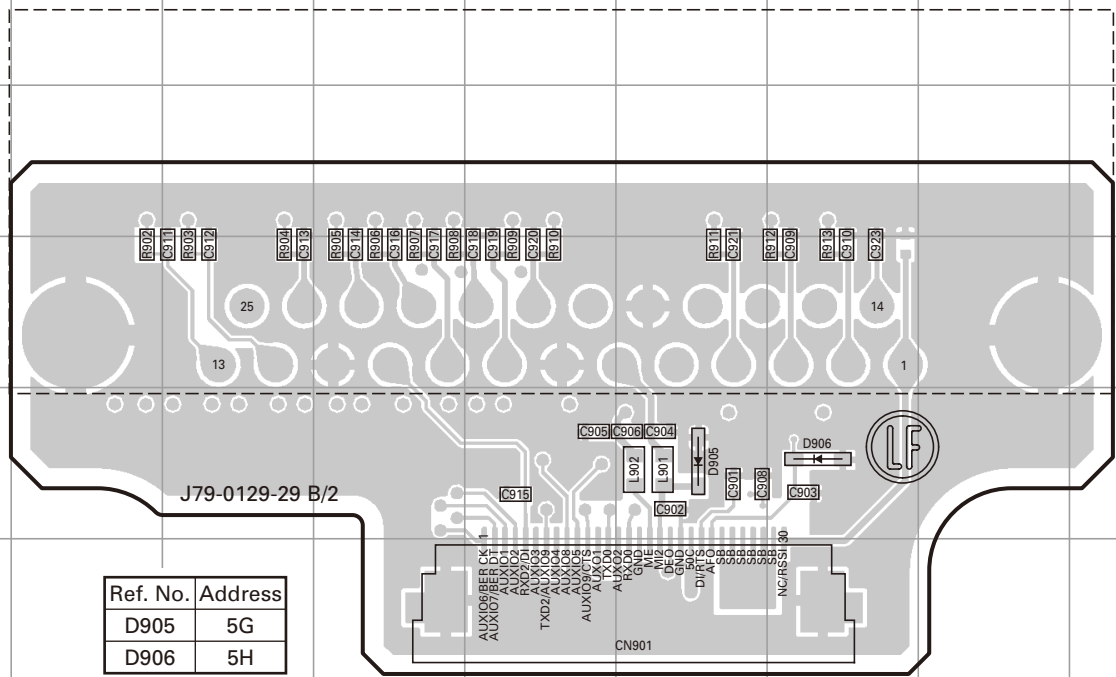 R902 C911 R903 C912 R904 C913 R905 C914 R906 C916 R907 C917 R908 C918 C919 R909 C920 R910 R911 C921 R912 C909 R913 C910 C923
25
14
13
1
C905 C906 C904
D906
LF
L902 L901 D905
C901 C908
C903
J79-0129-29 B/2
C915
C902
1
30
AUXIO6/BER CK
AUXIO7/BER DT
AUXIO1
AUXIO2
RXD2/DI
AUXIO3
TXD2/AUXIO9
AUXIO4
AUXIO8
AUXIO5
AUXIO9/CTS
AUXO1
TXD0
AUXO2
RXD0
GND
ME
MI2
DEO
GND
50C
DI/RTS
AFO
SB
SB
SB
SB
SB
SB
NC/RSSI
CN901
Ref. No. Address
D905 5G
D906 5H